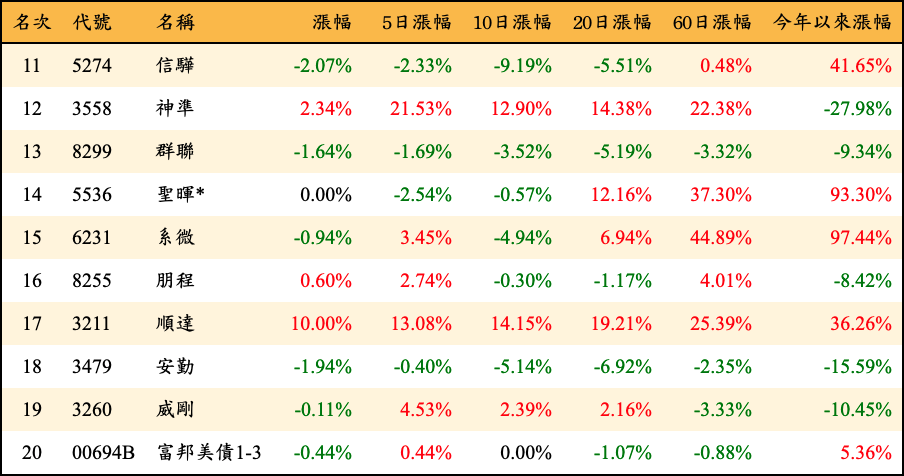 名次 代號 名稱 漲幅 5日漲幅 10日漲幅 20日漲幅 60日漲幅 今年以來漲幅
11 5274 信驊 -2.07% -2.33% -9.19% -5.51% 0.48% 41.65%
12 3558 神準 2.34% 21.53% 12.90% 14.38% 22.38% -27.98%
13 8299 群聯 -1.64% -1.69% -3.52% -5.19% -3.32% -9.34%
14 5536 聖暉* 0.00% -2.54% -0.57% 12.16% 37.30% 93.30%
15 6231 系微 -0.94% 3.45% -4.94% 6.94% 44.89% 97.44%
16 8255 朋程 0.60% 2.74% -0.30% -1.17% 4.01% -8.42%
17 3211 順達 10.00% 13.08% 14.15% 19.21% 25.39% 36.26%
18 3479 安勤 -1.94% -0.40% -5.14% -6.92% -2.35% -15.59%
19 3260 威剛 -0.11% 4.53% 2.39% 2.16% -3.33% -10.45%
20 00694B 富邦美債1-3 -0.44% 0.44% 0.00% -1.07% -0.88% 5.36%